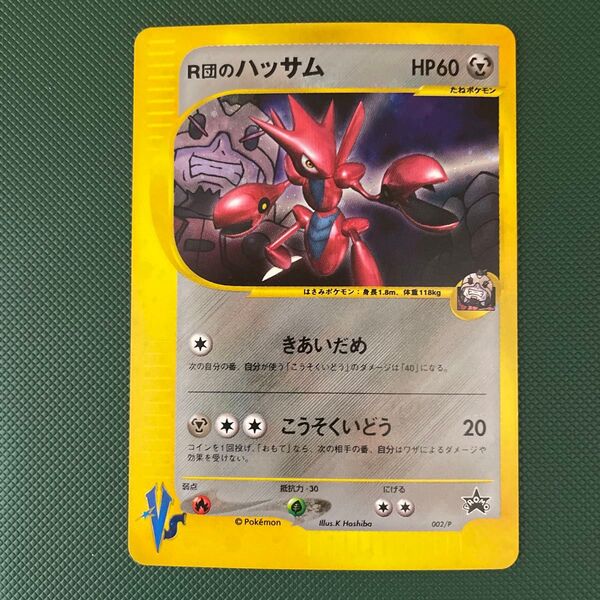 R団のハッサム HP60
たねポケモン
はさみポケモン:身長1.8m、体重118kg
きあいだめ
次の自分の番、自分が使う「こうそくいどう」のダメージは「40」になる。
こうそくいどう 20
コインを1回投げ、「おもて」なら、次の相手の番、自分はワザによるダメージや
効果を受けない。
弱点 抵抗力-30 にげる
VS
©Pokémon Illus.K Hoshiba 002/P
PROMO